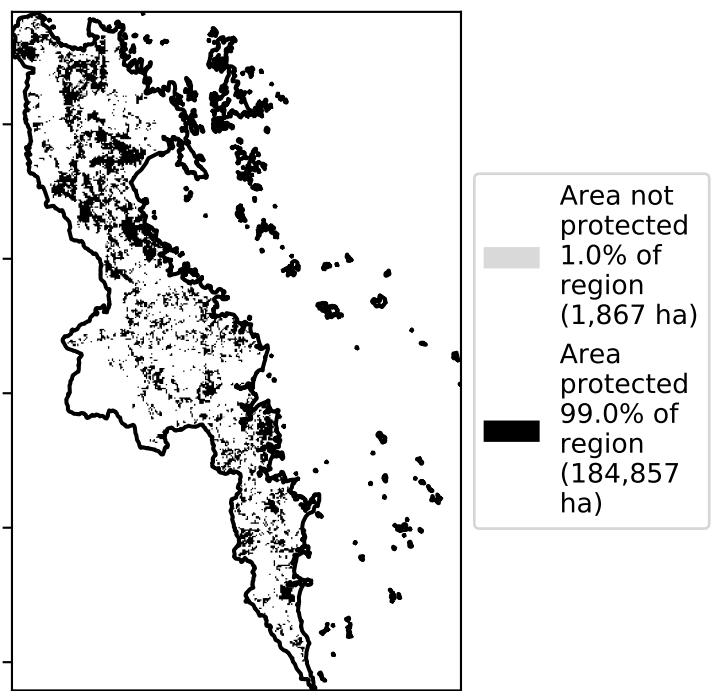 Area not
protected
1.0% of
region
(1,867 ha)
Area
protected
99.0% of
region
(184,857
ha)